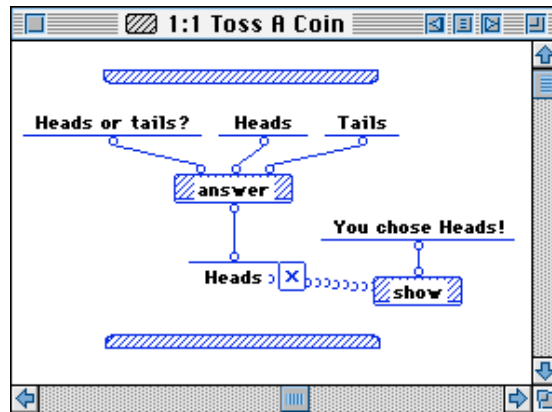 1:1 Toss A Coin
Heads or tails? Heads Tails
answer
You chose Heads!
Heads
show